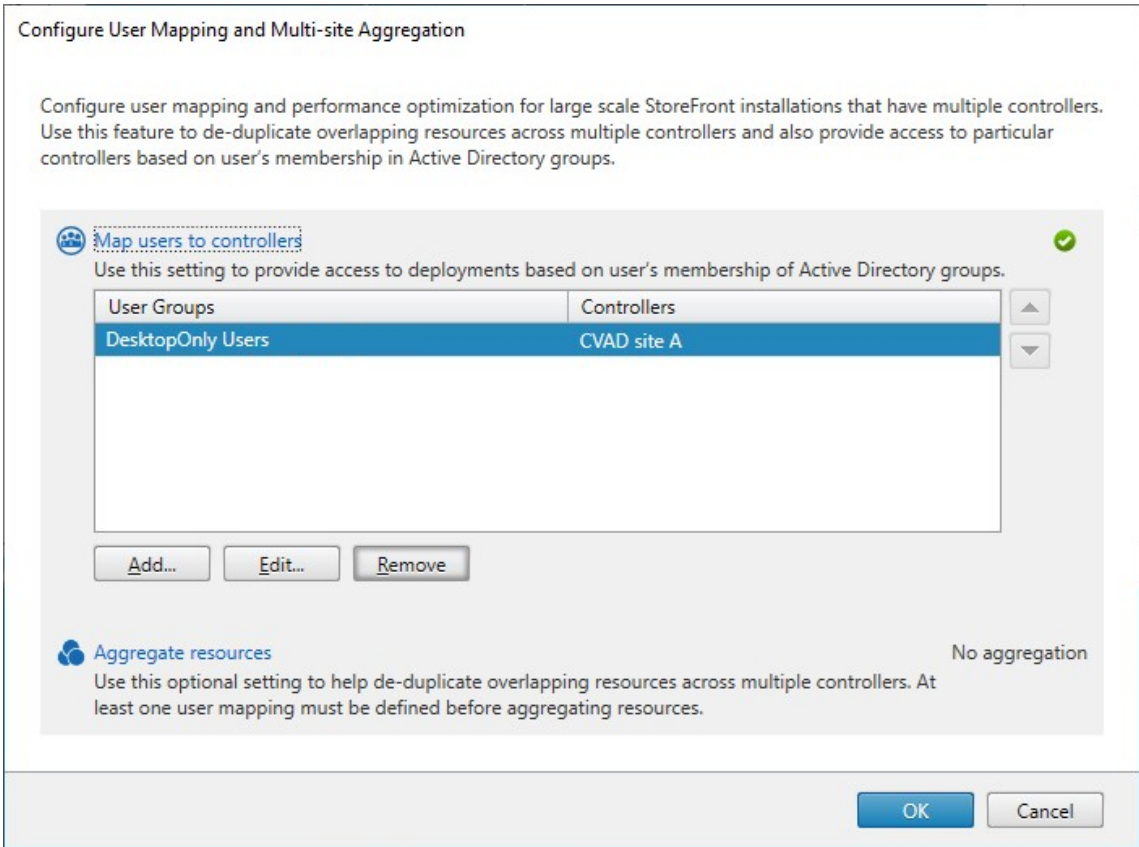 Configure User Mapping and Multi-site Aggregation
Configure user mapping and performance optimization for large scale StoreFront installations that have multiple controllers.
Use this feature to de-duplicate overlapping resources across multiple controllers and also provide access to particular
controllers based on user's membership in Active Directory groups.
Map users to controllers
Use this setting to provide access to deployments based on user's membership of Active Directory groups.
User Groups Controllers
DesktopOnly Users CVAD site A
Add... Edit... Remove
Aggregate resources No aggregation
Use this optional setting to help de-duplicate overlapping resources across multiple controllers. At
least one user mapping must be defined before aggregating resources.
OK Cancel